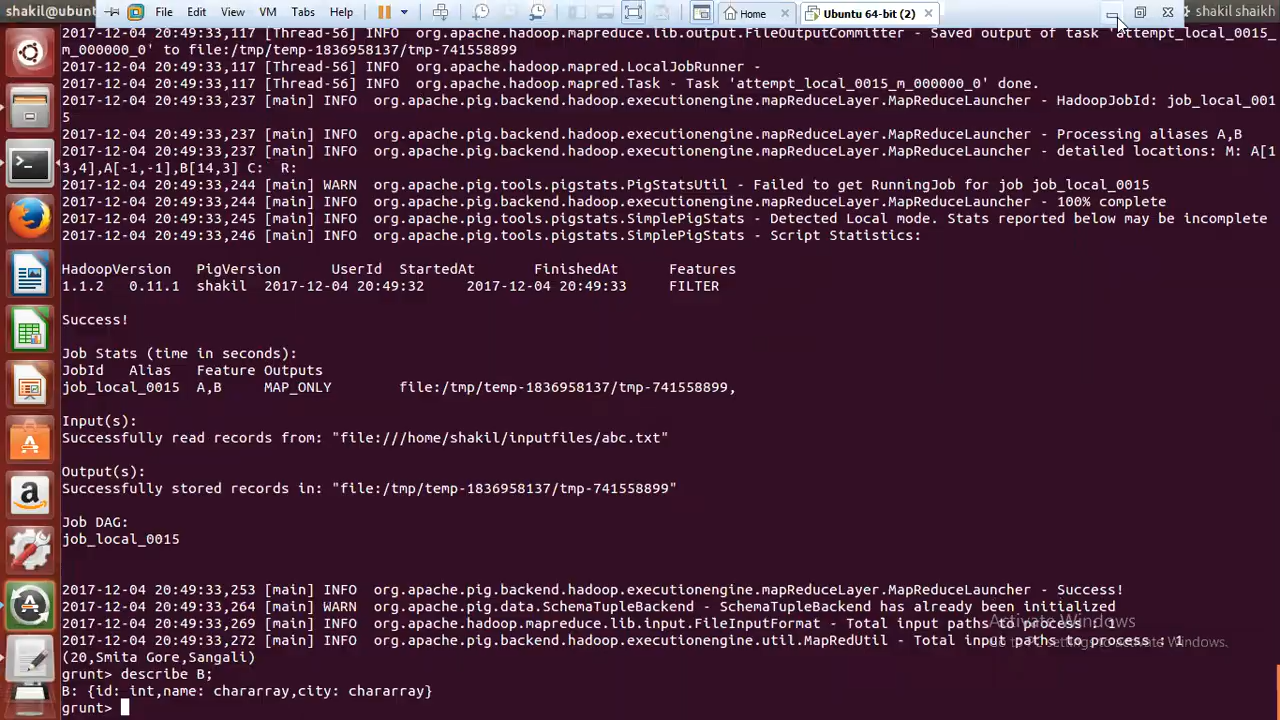 shakil@ubunt
File Edit View VM Tabs Help Home Ubuntu 64-bit (2) shakil shaikh
2017-12-04 20:49:33,117 [Thread-56] INFO  org.apache.hadoop.mapreduce.lib.output.FileOutputCommitter - Saved output of task 'attempt_local_0015_
m_000000_0' to file:/tmp/temp-1836958137/tmp-741558899
2017-12-04 20:49:33,117 [Thread-56] INFO  org.apache.hadoop.mapred.LocalJobRunner -
2017-12-04 20:49:33,117 [Thread-56] INFO  org.apache.hadoop.mapred.Task - Task 'attempt_local_0015_m_000000_0' done.
2017-12-04 20:49:33,237 [main] INFO  org.apache.pig.backend.hadoop.executionengine.mapReduceLayer.MapReduceLauncher - HadoopJobId: job_local_001
5
2017-12-04 20:49:33,237 [main] INFO  org.apache.pig.backend.hadoop.executionengine.mapReduceLayer.MapReduceLauncher - Processing aliases A,B
2017-12-04 20:49:33,237 [main] INFO  org.apache.pig.backend.hadoop.executionengine.mapReduceLayer.MapReduceLauncher - detailed locations: M: A[1
3,4],A[-1,-1],B[14,3] C:  R:
2017-12-04 20:49:33,244 [main] WARN  org.apache.pig.tools.pigstats.PigStatsUtil - Failed to get RunningJob for job job_local_0015
2017-12-04 20:49:33,244 [main] INFO  org.apache.pig.backend.hadoop.executionengine.mapReduceLayer.MapReduceLauncher - 100% complete
2017-12-04 20:49:33,245 [main] INFO  org.apache.pig.tools.pigstats.SimplePigStats - Detected Local mode. Stats reported below may be incomplete
2017-12-04 20:49:33,246 [main] INFO  org.apache.pig.tools.pigstats.SimplePigStats - Script Statistics:
HadoopVersion PigVersion UserId StartedAt FinishedAt Features
1.1.2 0.11.1 shakil 2017-12-04 20:49:32 2017-12-04 20:49:33 FILTER
Success!
Job Stats (time in seconds):
JobId Alias Feature Outputs
job_local_0015 A,B MAP_ONLY file:/tmp/temp-1836958137/tmp-741558899,
Input(s):
Successfully read records from: "file:///home/shakil/inputfiles/abc.txt"
Output(s):
Successfully stored records in: "file:/tmp/temp-1836958137/tmp-741558899"
Job DAG:
job_local_0015
2017-12-04 20:49:33,253 [main] INFO  org.apache.pig.backend.hadoop.executionengine.mapReduceLayer.MapReduceLauncher - Success!
2017-12-04 20:49:33,264 [main] WARN  org.apache.pig.data.SchemaTupleBackend - SchemaTupleBackend has already been initialized
2017-12-04 20:49:33,269 [main] INFO  org.apache.hadoop.mapreduce.lib.input.FileInputFormat - Total input paths to process : 1
Activate Windows
2017-12-04 20:49:33,272 [main] INFO  org.apache.pig.backend.hadoop.executionengine.util.MapRedUtil - Total input paths to process : 1
Go to PC settings to activate Windows.
(20,Smita Gore,Sangali)
grunt> describe B;
B: {id: int,name: chararray,city: chararray}
grunt>